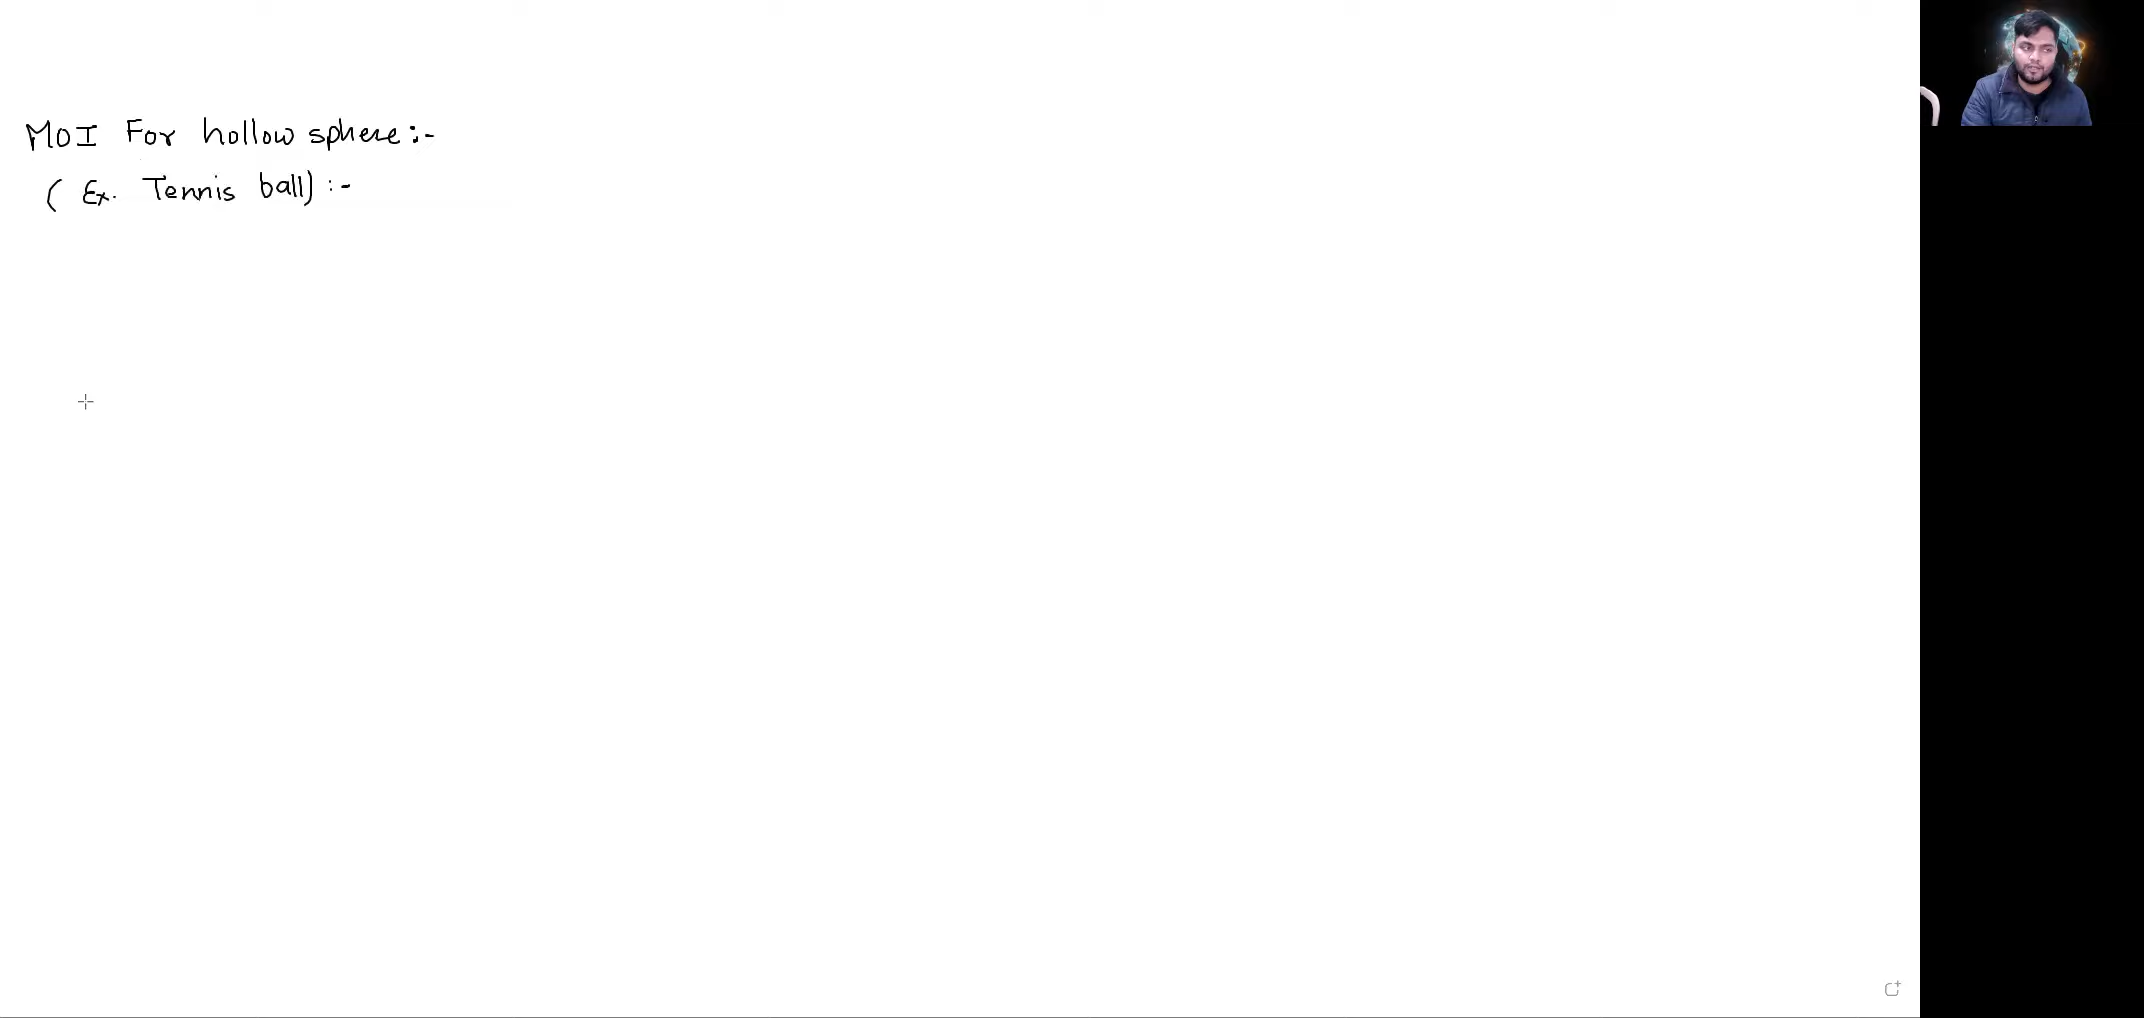 MOI For hollow sphere :-
( Ex. Tennis ball) :-